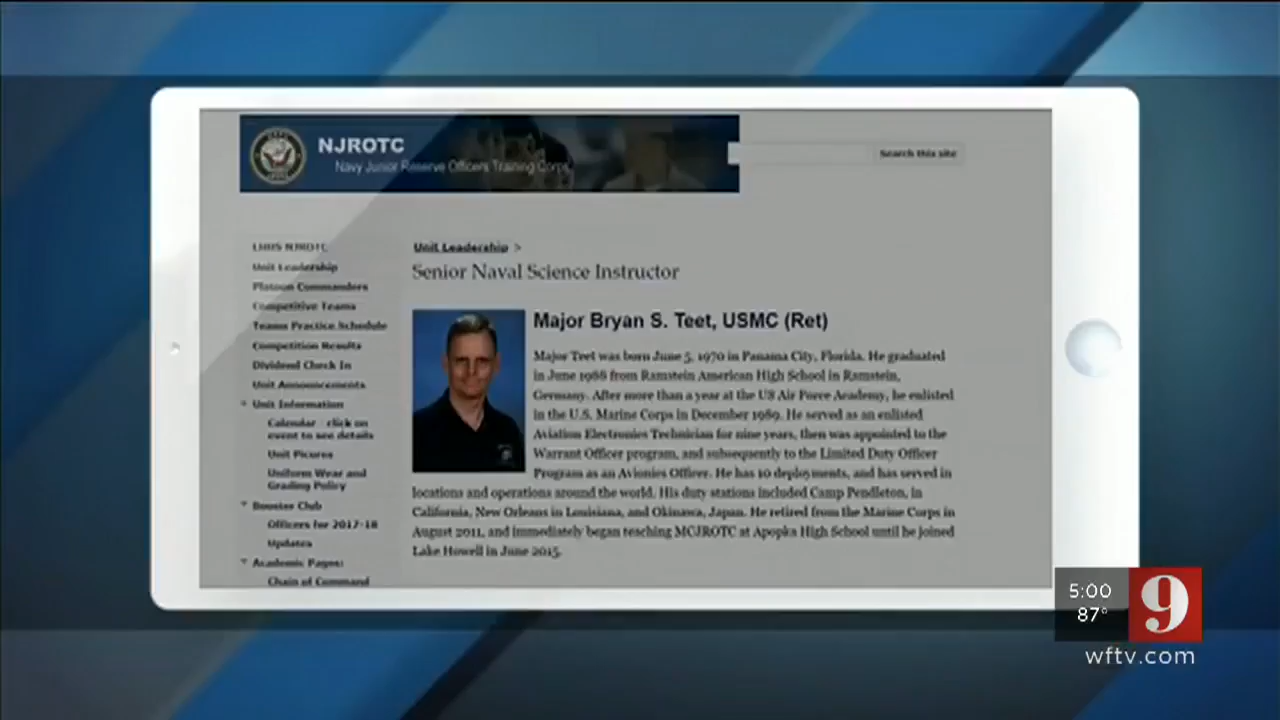 NJROTC
Navy Junior Reserve Officers Training Corps
Search this site
LHHS NJROTC
Unit Leadership
Platoon Commanders
Competitive Teams
Teams Practice Schedule
Competition Results
Dividend Check In
Unit Announcements
Unit Information
Calendar - click on
event to see details
Unit Picures
Uniform Wear and
Grading Policy
Booster Club
Officers for 2017-18
Updates
Academic Pages:
Chain of Command
Unit Leadership >
Senior Naval Science Instructor
Major Bryan S. Teet, USMC (Ret)
Major Teet was born June 5, 1970 in Panama City, Florida. He graduated
in June 1988 from Ramstein American High School in Ramstein,
Germany. After more than a year at the US Air Force Academy, he enlisted
in the U.S. Marine Corps in December 1989. He served as an enlisted
Aviation Electronics Technician for nine years, then was appointed to the
Warrant Officer program, and subsequently to the Limited Duty Officer
Program as an Avionics Officer. He has 10 deployments, and has served in
locations and operations around the world. His duty stations included Camp Pendleton, in
California, New Orleans in Louisiana, and Okinawa, Japan. He retired from the Marine Corps in
August 2011, and immediately began teaching MCJROTC at Apopka High School until he joined
Lake Howell in June 2015.
5:00
87°
9
wftv.com